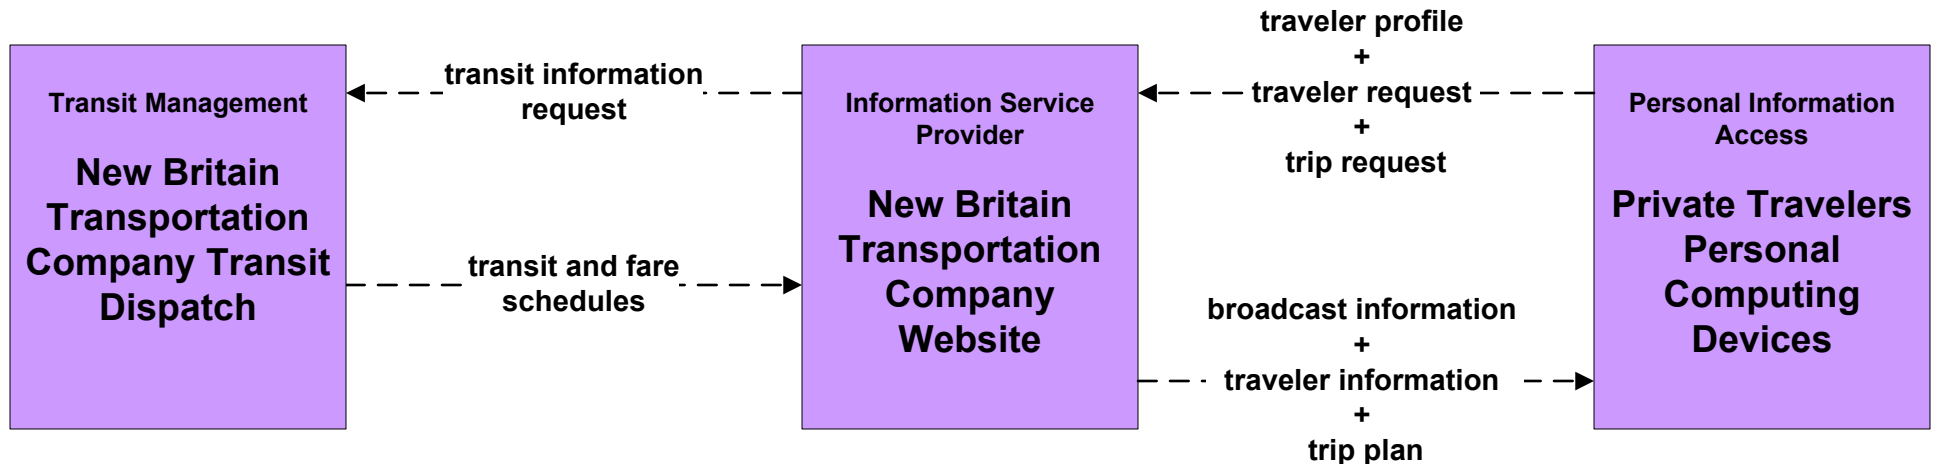 Transit Management
New Britain
Transportation
Company Transit
Dispatch
transit information
request
transit and fare
schedules
Information Service
Provider
New Britain
Transportation
Company
Website
traveler profile
+
traveler request
+
trip request
broadcast information
+
traveler information
+
trip plan
Personal Information
Access
Private Travelers
Personal
Computing
Devices